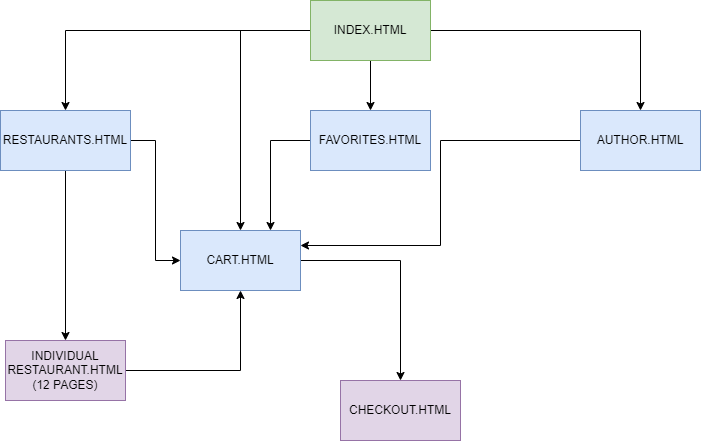 INDEX.HTML
RESTAURANTS.HTML
FAVORITES.HTML
AUTHOR.HTML
CART.HTML
INDIVIDUAL
RESTAURANT.HTML
(12 PAGES)
CHECKOUT.HTML